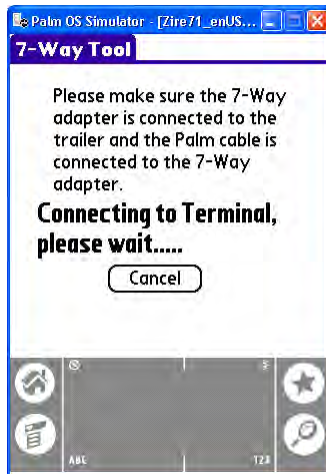 Palm OS Simulator - [Zire71_enUS...
7-Way Tool
Please make sure the 7-Way
adapter is connected to the
trailer and the Palm cable is
connected to the 7-Way
adapter.
Connecting to Terminal,
please wait.....
Cancel
ABC 123